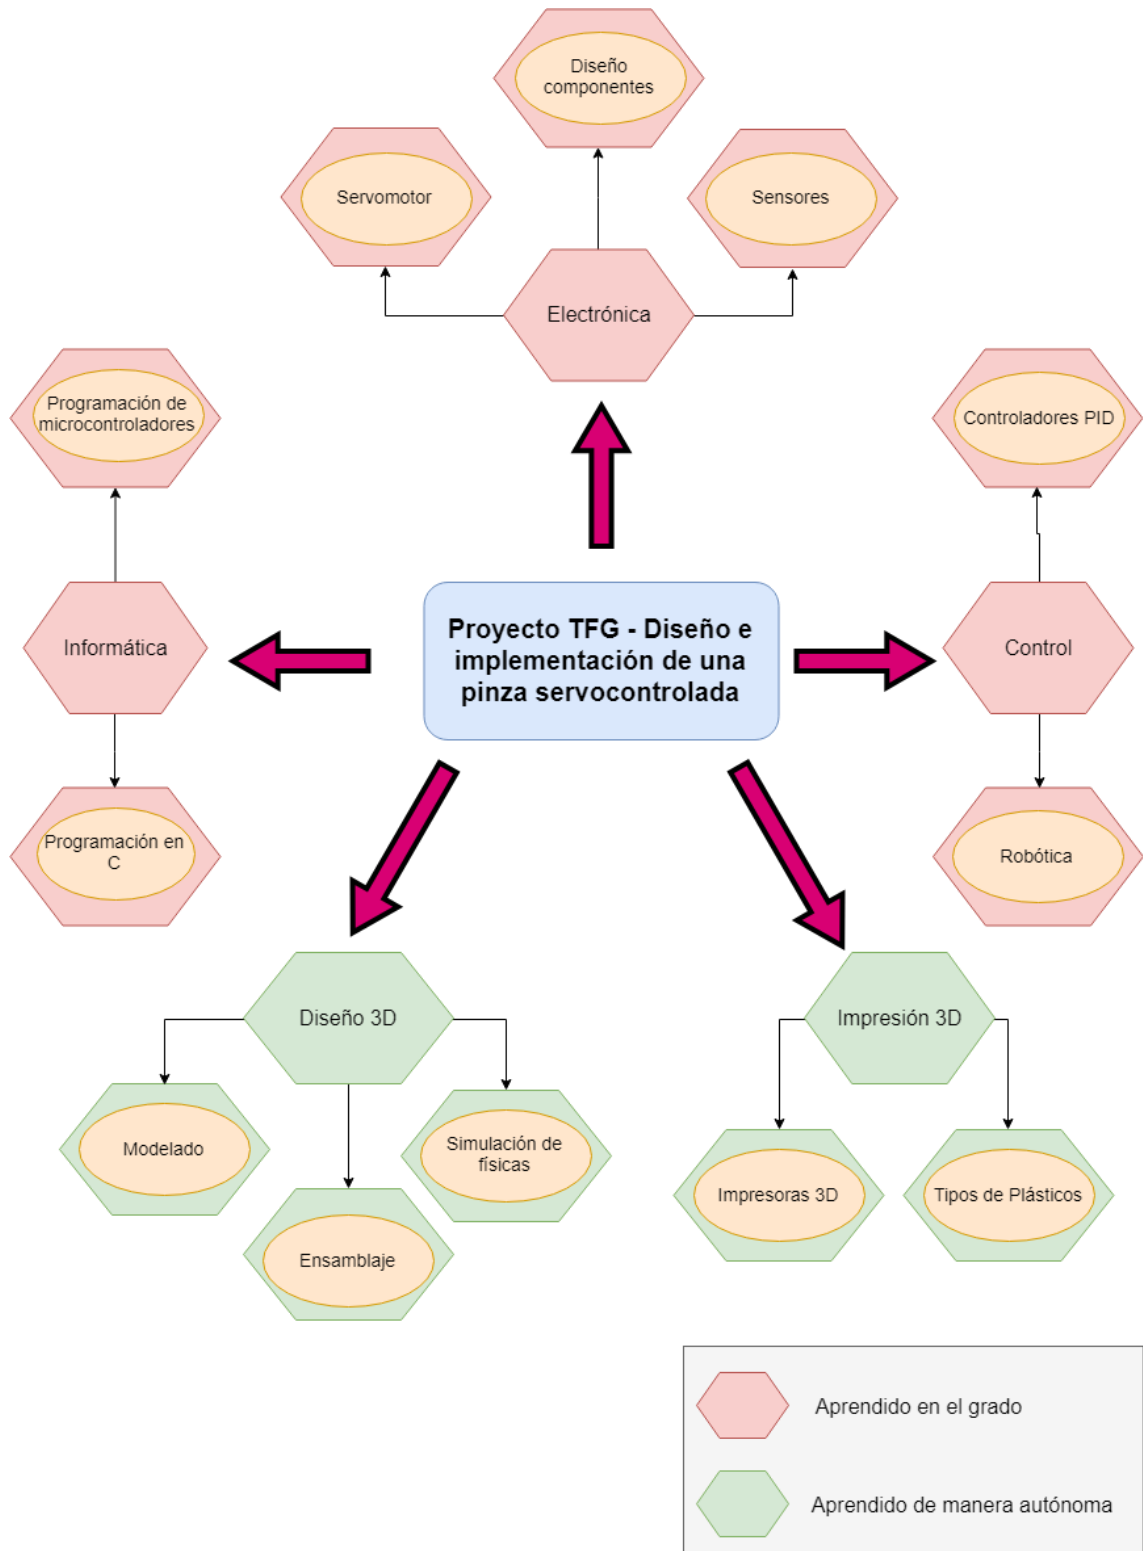 Diseño
componentes
Servomotor
Sensores
Electrónica
Programación de
microcontroladores
Controladores PID
Informática
Proyecto TFG - Diseño e
implementación de una
pinza servocontrolada
Control
Programación en
C
Robótica
Diseño 3D
Impresión 3D
Modelado
Simulación de
físicas
Ensamblaje
Impresoras 3D
Tipos de Plásticos
Aprendido en el grado
Aprendido de manera autónoma